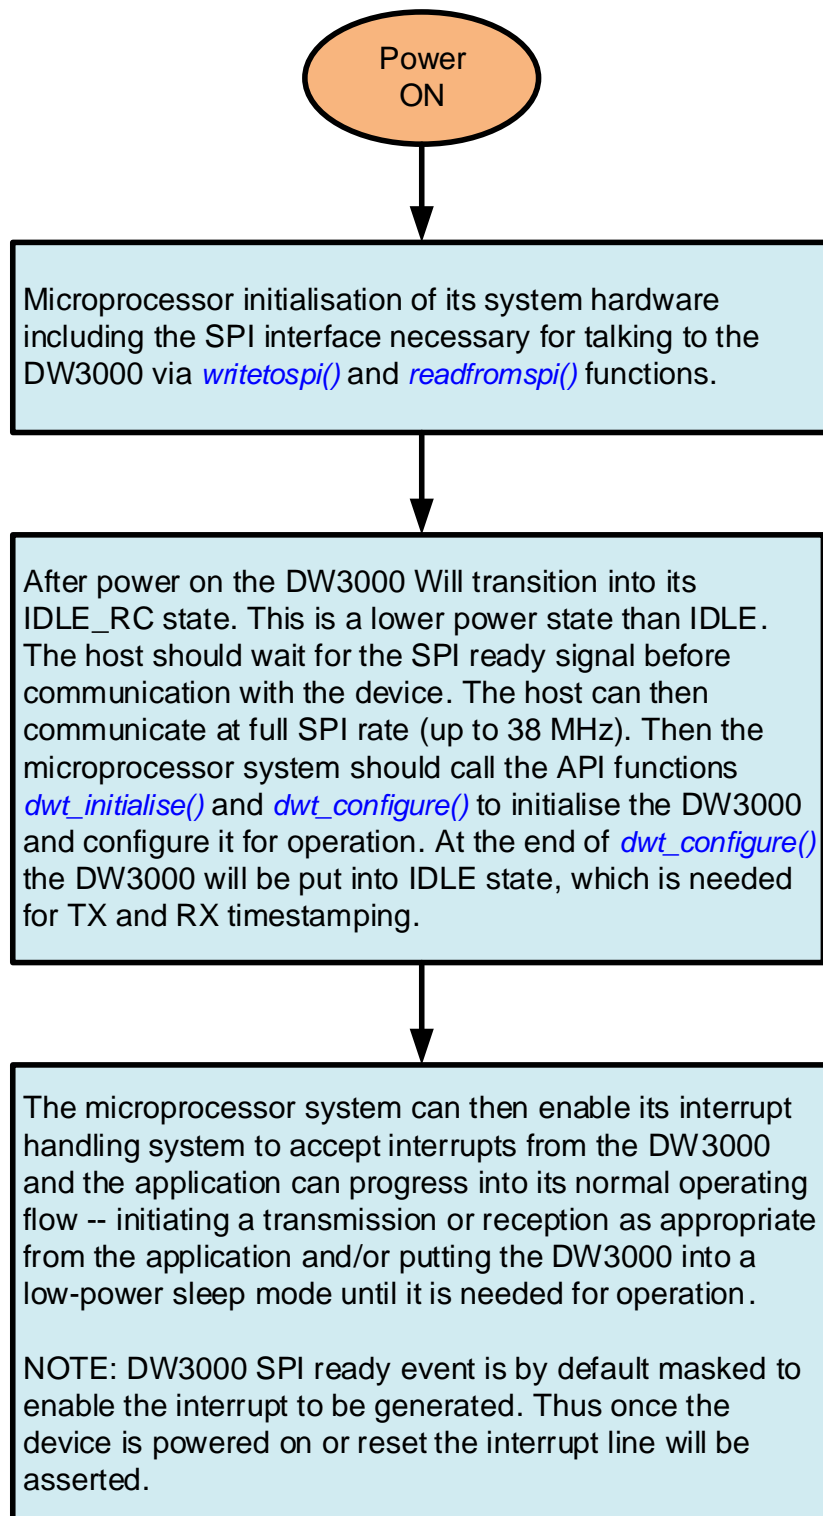 Power
ON
Microprocessor initialisation of its system hardware
including the SPI interface necessary for talking to the
DW3000 via writetospi() and readfromspi() functions.
After power on the DW3000 Will transition into its
IDLE_RC state. This is a lower power state than IDLE.
The host should wait for the SPI ready signal before
communication with the device. The host can then
communicate at full SPI rate (up to 38 MHz). Then the
microprocessor system should call the API functions
dwt_initialise() and dwt_configure() to initialise the DW3000
and configure it for operation. At the end of dwt_configure()
the DW3000 will be put into IDLE state, which is needed
for TX and RX timestamping.
The microprocessor system can then enable its interrupt
handling system to accept interrupts from the DW3000
and the application can progress into its normal operating
flow -- initiating a transmission or reception as appropriate
from the application and/or putting the DW3000 into a
low-power sleep mode until it is needed for operation.
NOTE: DW3000 SPI ready event is by default masked to
enable the interrupt to be generated. Thus once the
device is powered on or reset the interrupt line will be
asserted.